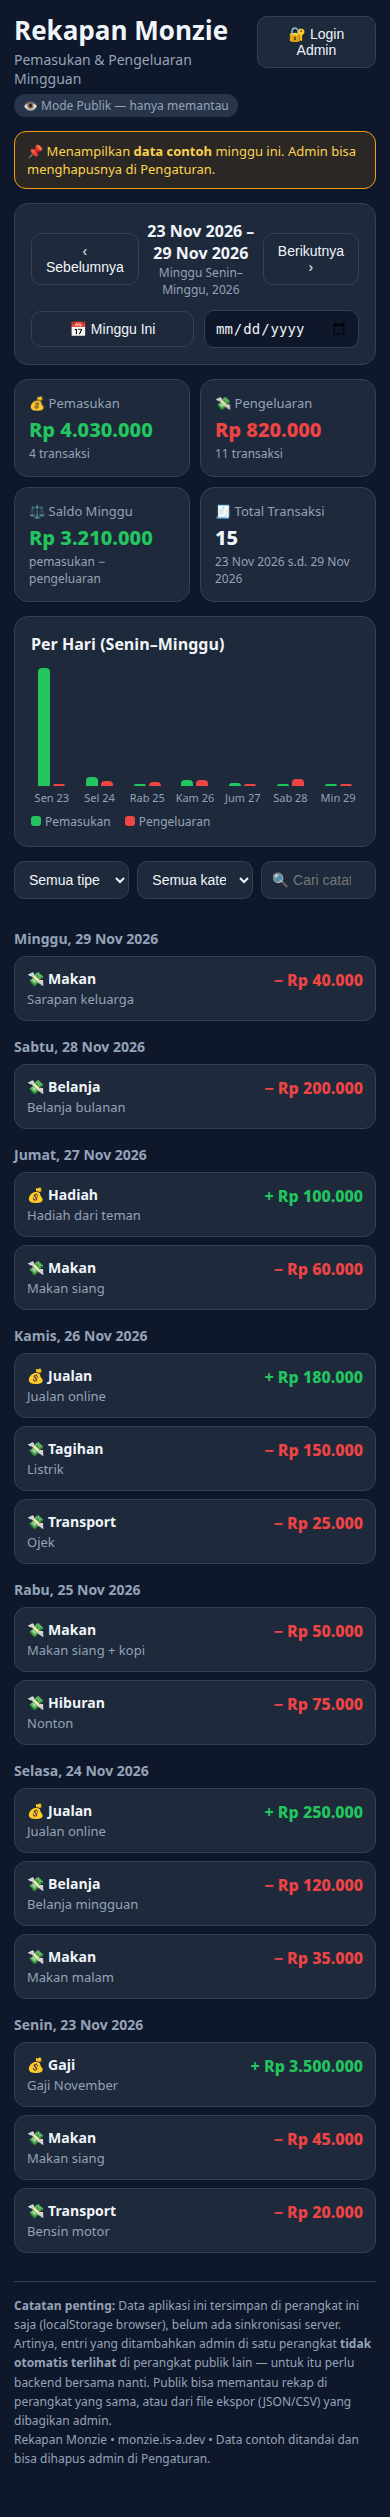 Rekapan Monzie
🔐 Login
Admin
Pemasukan & Pengeluaran
Mingguan
👁️ Mode Publik — hanya memantau
📌 Menampilkan data contoh minggu ini. Admin bisa
menghapusnya di Pengaturan.
‹
Sebelumnya
23 Nov 2026 –
29 Nov 2026
Minggu Senin–
Minggu, 2026
Berikutnya
›
📅 Minggu Ini
mm/dd/yyyy
💰 Pemasukan
Rp 4.030.000
4 transaksi
💸 Pengeluaran
Rp 820.000
11 transaksi
⚖️ Saldo Minggu
Rp 3.210.000
pemasukan −
pengeluaran
🧾 Total Transaksi
15
23 Nov 2026 s.d. 29 Nov
2026
Per Hari (Senin–Minggu)
Sen 23 Sel 24 Rab 25 Kam 26 Jum 27 Sab 28 Min 29
Pemasukan Pengeluaran
Semua tipe
Semua kate
🔍 Cari catat
Minggu, 29 Nov 2026
💸 Makan − Rp 40.000
Sarapan keluarga
Sabtu, 28 Nov 2026
💸 Belanja − Rp 200.000
Belanja bulanan
Jumat, 27 Nov 2026
💰 Hadiah + Rp 100.000
Hadiah dari teman
💸 Makan − Rp 60.000
Makan siang
Kamis, 26 Nov 2026
💰 Jualan + Rp 180.000
Jualan online
💸 Tagihan − Rp 150.000
Listrik
💸 Transport − Rp 25.000
Ojek
Rabu, 25 Nov 2026
💸 Makan − Rp 50.000
Makan siang + kopi
💸 Hiburan − Rp 75.000
Nonton
Selasa, 24 Nov 2026
💰 Jualan + Rp 250.000
Jualan online
💸 Belanja − Rp 120.000
Belanja mingguan
💸 Makan − Rp 35.000
Makan malam
Senin, 23 Nov 2026
💰 Gaji + Rp 3.500.000
Gaji November
💸 Makan − Rp 45.000
Makan siang
💸 Transport − Rp 20.000
Bensin motor
Catatan penting: Data aplikasi ini tersimpan di perangkat ini
saja (localStorage browser), belum ada sinkronisasi server.
Artinya, entri yang ditambahkan admin di satu perangkat tidak
otomatis terlihat di perangkat publik lain — untuk itu perlu
backend bersama nanti. Publik bisa memantau rekap di
perangkat yang sama, atau dari file ekspor (JSON/CSV) yang
dibagikan admin.
Rekapan Monzie • monzie.is-a.dev • Data contoh ditandai dan
bisa dihapus admin di Pengaturan.